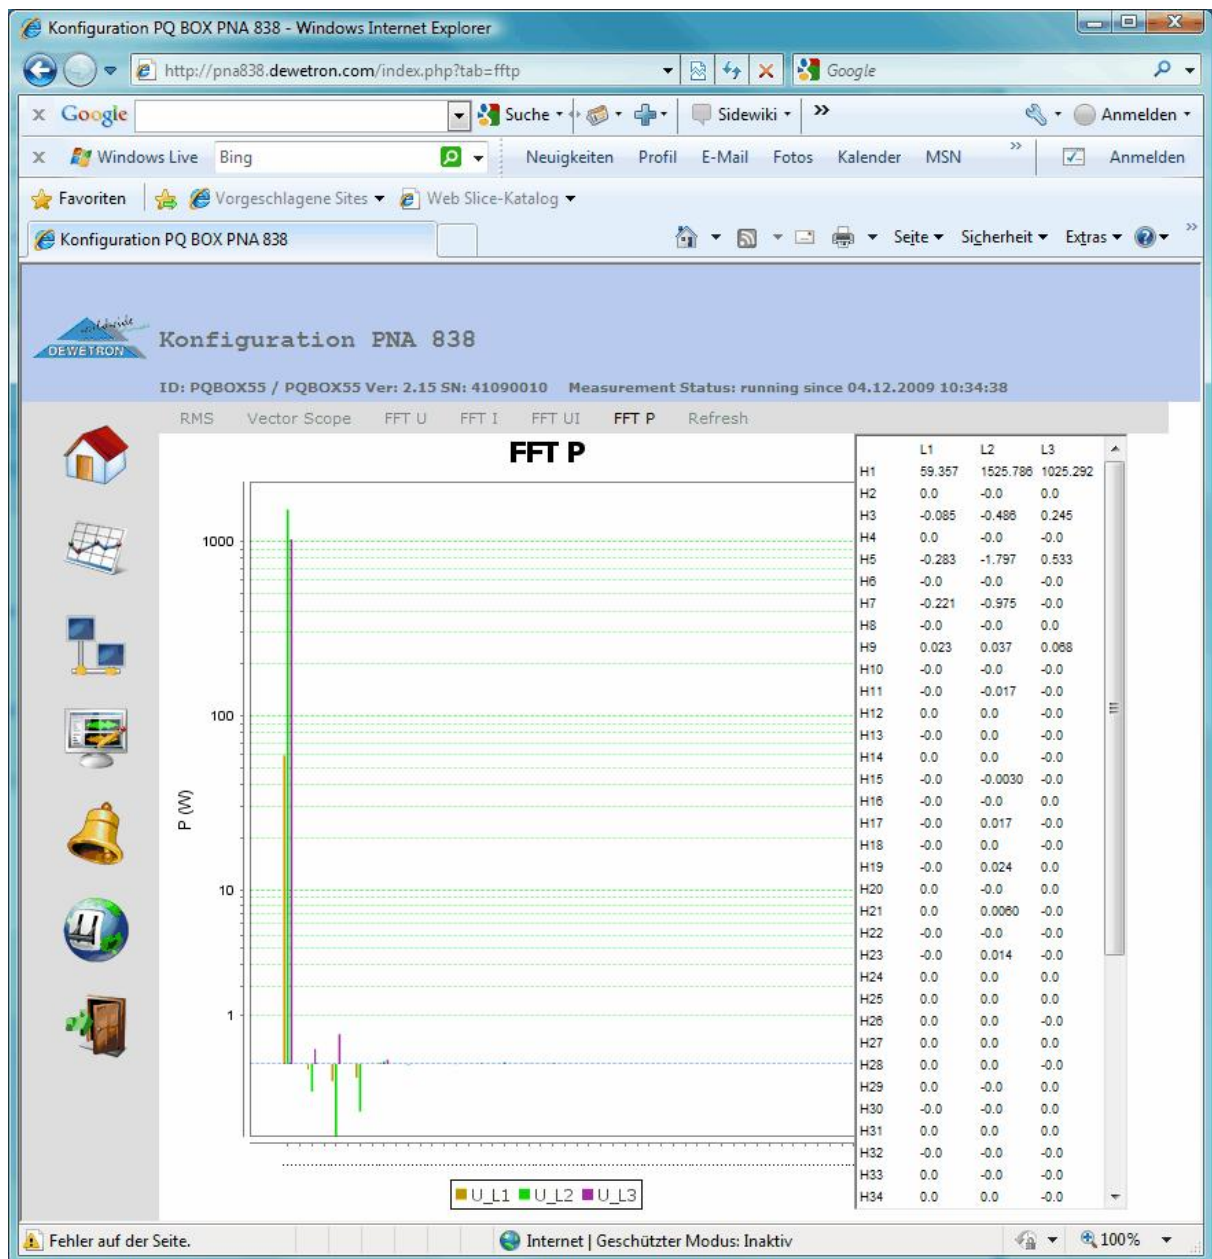 Konfiguration PQ BOX PNA 838 - Windows Internet Explorer
http://pna838.dewetron.com/index.php?tab=fftp
Google
x Google Suche Sidewiki » Anmelden
x Windows Live Bing Neuigkeiten Profil E-Mail Fotos Kalender MSN » Anmelden
Favoriten Vorgeschlagene Sites Web Slice-Katalog
Konfiguration PQ BOX PNA 838 Seite Sicherheit Extras »
worldwide
DEWETRON
Konfiguration PNA 838
ID: PQBOX55 / PQBOX55 Ver: 2.15 SN: 41090010 Measurement Status: running since 04.12.2009 10:34:38
RMS Vector Scope FFT U FFT I FFT UI FFT P Refresh
FFT P
1000
100
10
1
P (W)
U_L1 U_L2 U_L3
L1 L2 L3
H1 59.357 1525.786 1025.292
H2 0.0 -0.0 0.0
H3 -0.085 -0.486 0.245
H4 0.0 -0.0 -0.0
H5 -0.283 -1.797 0.533
H6 -0.0 -0.0 -0.0
H7 -0.221 -0.975 -0.0
H8 -0.0 -0.0 0.0
H9 0.023 0.037 0.068
H10 -0.0 -0.0 -0.0
H11 -0.0 -0.017 -0.0
H12 0.0 0.0 -0.0
H13 -0.0 0.0 -0.0
H14 0.0 0.0 -0.0
H15 -0.0 -0.0030 -0.0
H16 -0.0 -0.0 0.0
H17 -0.0 0.017 -0.0
H18 -0.0 0.0 -0.0
H19 -0.0 0.024 0.0
H20 0.0 -0.0 0.0
H21 0.0 0.0060 -0.0
H22 -0.0 -0.0 -0.0
H23 -0.0 0.014 -0.0
H24 0.0 0.0 0.0
H25 0.0 0.0 0.0
H26 0.0 0.0 -0.0
H27 0.0 0.0 0.0
H28 0.0 0.0 -0.0
H29 0.0 -0.0 0.0
H30 -0.0 -0.0 0.0
H31 0.0 0.0 0.0
H32 -0.0 -0.0 -0.0
H33 0.0 -0.0 -0.0
H34 0.0 0.0 -0.0
Fehler auf der Seite. Internet | Geschützter Modus: Inaktiv 100%